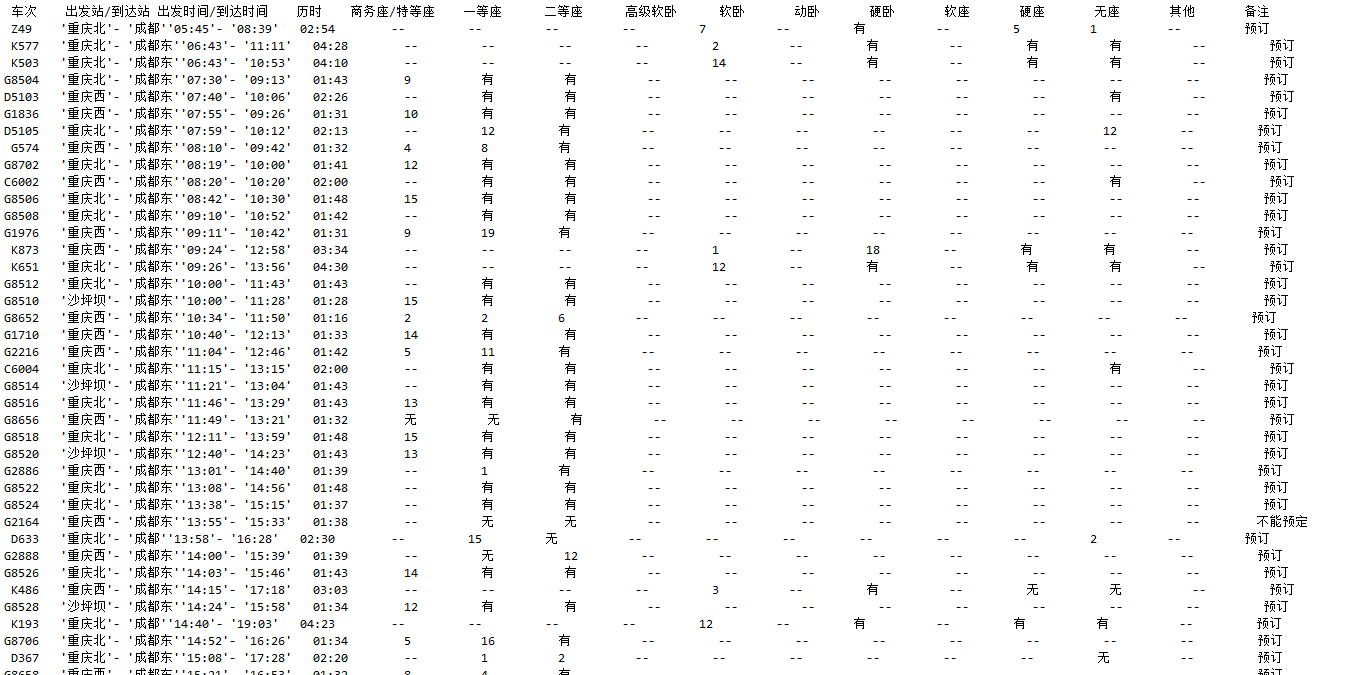 车次 出发站/到达站 出发时间/到达时间 历时 商务座/特等座 一等座 二等座 高级软卧 软卧 动卧 硬卧 软座 硬座 无座 其他 备注
Z49 '重庆北'- '成都''05:45'- '08:39' 02:54 -- -- -- -- 7 -- 有 -- 5 1 -- 预订
K577 '重庆北'- '成都东''06:43'- '11:11' 04:28 -- -- -- -- 2 -- 有 -- 有 有 -- 预订
K503 '重庆北'- '成都东''06:43'- '10:53' 04:10 -- -- -- -- 14 -- 有 -- 有 有 -- 预订
G8504 '重庆北'- '成都东''07:30'- '09:13' 01:43 9 有 有 -- -- -- -- -- -- -- -- 预订
D5103 '重庆西'- '成都东''07:40'- '10:06' 02:26 -- 有 有 -- -- -- -- -- -- 有 -- 预订
G1836 '重庆西'- '成都东''07:55'- '09:26' 01:31 10 有 有 -- -- -- -- -- -- -- -- 预订
D5105 '重庆北'- '成都东''07:59'- '10:12' 02:13 -- 12 有 -- -- -- -- -- -- 12 -- 预订
G574 '重庆西'- '成都东''08:10'- '09:42' 01:32 4 8 有 -- -- -- -- -- -- -- -- 预订
G8702 '重庆北'- '成都东''08:19'- '10:00' 01:41 12 有 有 -- -- -- -- -- -- -- -- 预订
C6002 '重庆西'- '成都东''08:20'- '10:20' 02:00 -- 有 有 -- -- -- -- -- -- 有 -- 预订
G8506 '重庆北'- '成都东''08:42'- '10:30' 01:48 15 有 有 -- -- -- -- -- -- -- -- 预订
G8508 '重庆北'- '成都东''09:10'- '10:52' 01:42 -- 有 有 -- -- -- -- -- -- -- -- 预订
G1976 '重庆西'- '成都东''09:11'- '10:42' 01:31 9 19 有 -- -- -- -- -- -- -- -- 预订
K873 '重庆西'- '成都东''09:24'- '12:58' 03:34 -- -- -- -- 1 -- 18 -- 有 有 -- 预订
K651 '重庆北'- '成都东''09:26'- '13:56' 04:30 -- -- -- -- 12 -- 有 -- 有 有 -- 预订
G8512 '重庆北'- '成都东''10:00'- '11:43' 01:43 -- 有 有 -- -- -- -- -- -- -- -- 预订
G8510 '沙坪坝'- '成都东''10:00'- '11:28' 01:28 15 有 有 -- -- -- -- -- -- -- -- 预订
G8652 '重庆西'- '成都东''10:34'- '11:50' 01:16 2 2 6 -- -- -- -- -- -- -- -- 预订
G1710 '重庆西'- '成都东''10:40'- '12:13' 01:33 14 有 有 -- -- -- -- -- -- -- -- 预订
G2216 '重庆西'- '成都东''11:04'- '12:46' 01:42 5 11 有 -- -- -- -- -- -- -- -- 预订
C6004 '重庆北'- '成都东''11:15'- '13:15' 02:00 -- 有 有 -- -- -- -- -- -- 有 -- 预订
G8514 '沙坪坝'- '成都东''11:21'- '13:04' 01:43 -- 有 有 -- -- -- -- -- -- -- -- 预订
G8516 '重庆北'- '成都东''11:46'- '13:29' 01:43 13 有 有 -- -- -- -- -- -- -- -- 预订
G8656 '重庆西'- '成都东''11:49'- '13:21' 01:32 无 无 有 -- -- -- -- -- -- -- -- 预订
G8518 '重庆北'- '成都东''12:11'- '13:59' 01:48 15 有 有 -- -- -- -- -- -- -- -- 预订
G8520 '沙坪坝'- '成都东''12:40'- '14:23' 01:43 13 有 有 -- -- -- -- -- -- -- -- 预订
G2886 '重庆西'- '成都东''13:01'- '14:40' 01:39 -- 1 有 -- -- -- -- -- -- -- -- 预订
G8522 '重庆北'- '成都东''13:08'- '14:56' 01:48 -- 有 有 -- -- -- -- -- -- -- -- 预订
G8524 '重庆北'- '成都东''13:38'- '15:15' 01:37 -- 有 有 -- -- -- -- -- -- -- -- 预订
G2164 '重庆西'- '成都东''13:55'- '15:33' 01:38 -- 无 无 -- -- -- -- -- -- -- -- 不能预定
D633 '重庆北'- '成都''13:58'- '16:28' 02:30 -- 15 无 -- -- -- -- -- -- 2 -- 预订
G2888 '重庆西'- '成都东''14:00'- '15:39' 01:39 -- 无 12 -- -- -- -- -- -- -- -- 预订
G8526 '重庆北'- '成都东''14:03'- '15:46' 01:43 14 有 有 -- -- -- -- -- -- -- -- 预订
K486 '重庆西'- '成都东''14:15'- '17:18' 03:03 -- -- -- -- 3 -- 有 -- 无 无 -- 预订
G8528 '沙坪坝'- '成都东''14:24'- '15:58' 01:34 12 有 有 -- -- -- -- -- -- -- -- 预订
K193 '重庆北'- '成都''14:40'- '19:03' 04:23 -- -- -- -- 12 -- 有 -- 有 有 -- 预订
G8706 '重庆北'- '成都东''14:52'- '16:26' 01:34 5 16 有 -- -- -- -- -- -- -- -- 预订
D367 '重庆北'- '成都东''15:08'- '17:28' 02:20 -- 1 2 -- -- -- -- -- -- 无 -- 预订